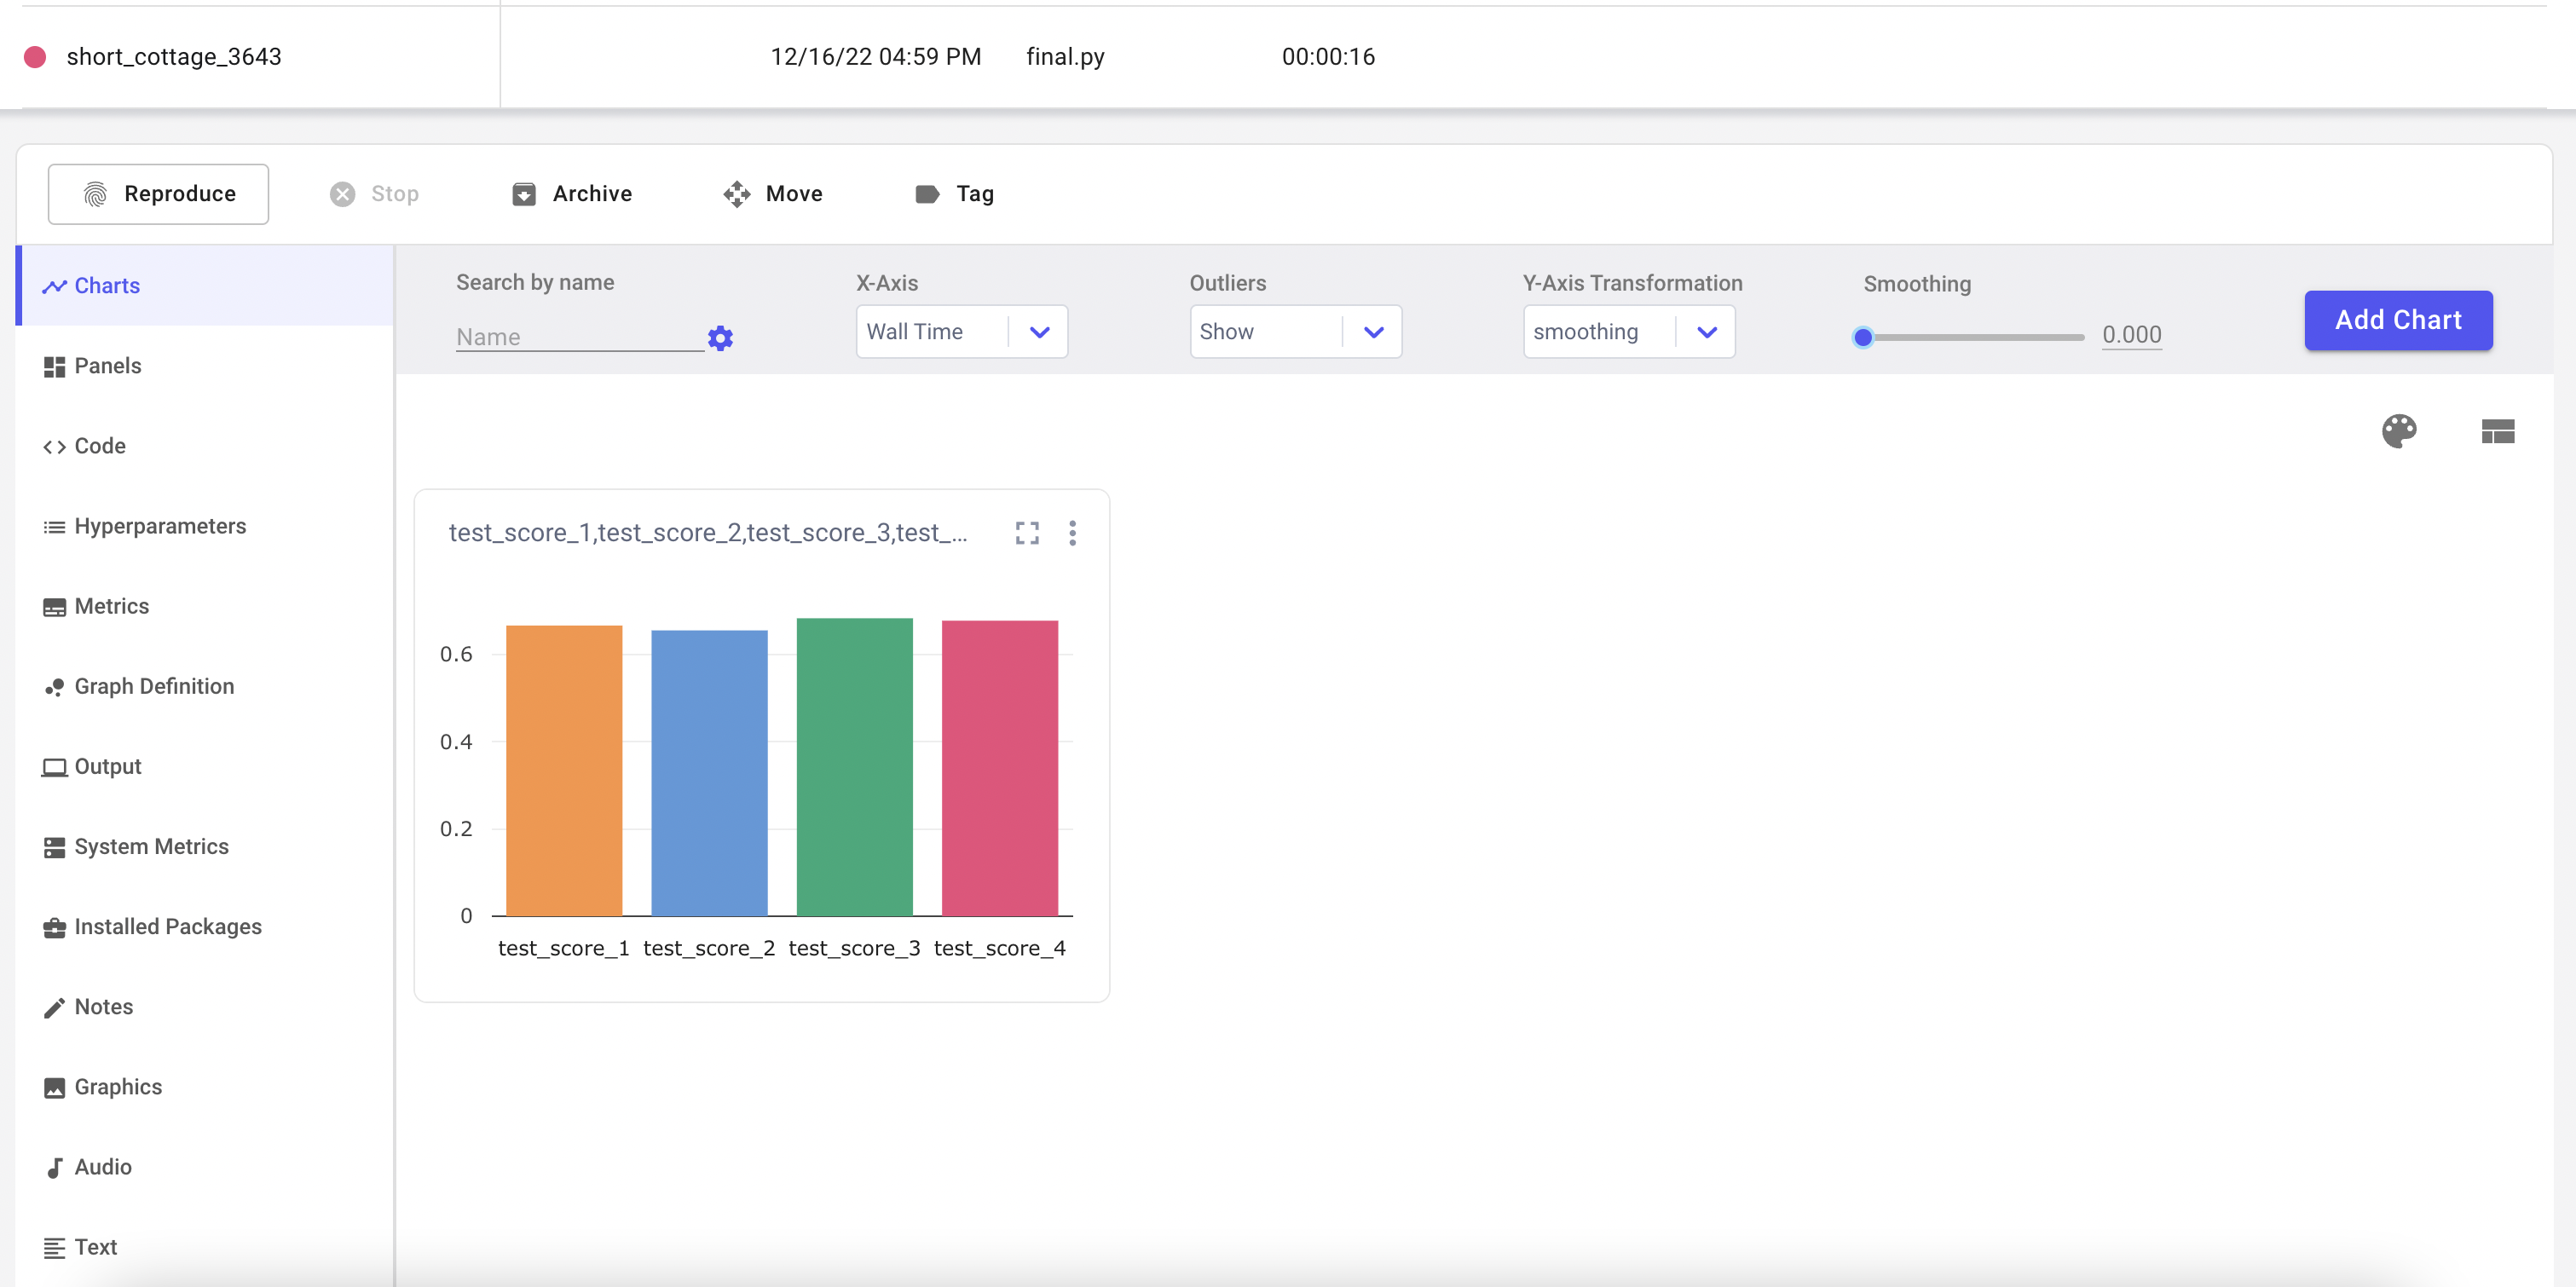 short_cottage_3643 12/16/22 04:59 PM final.py 00:00:16
Reproduce Stop Archive Move Tag
Charts
Panels
Code
Hyperparameters
Metrics
Graph Definition
Output
System Metrics
Installed Packages
Notes
Graphics
Audio
Text
Search by name X-Axis Outliers Y-Axis Transformation Smoothing
Name Wall Time Show smoothing 0.000 Add Chart
test_score_1,test_score_2,test_score_3,test_...
0.6
0.4
0.2
0
test_score_1 test_score_2 test_score_3 test_score_4